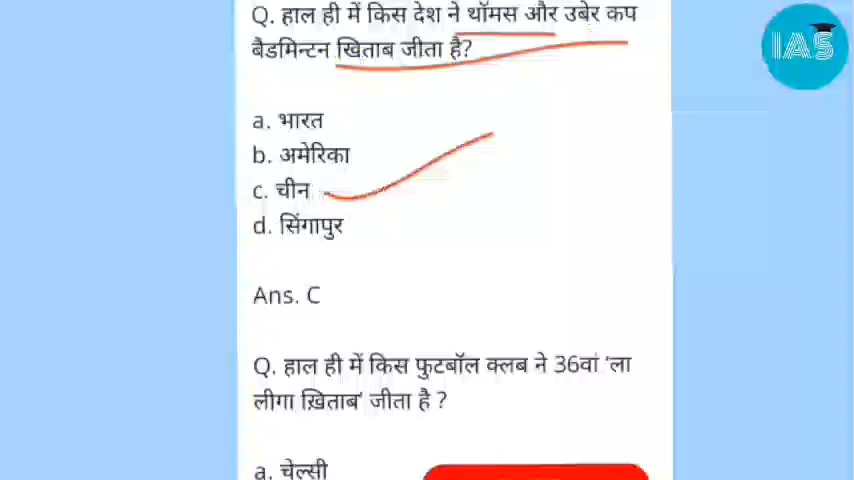 Q. हाल ही में किस देश ने थॉमस और उबेर कप
बैडमिन्टन खिताब जीता है?
a. भारत
b. अमेरिका
c. चीन
d. सिंगापुर
Ans. C
Q. हाल ही में किस फुटबॉल क्लब ने 36वां ‘ला
लीगा ख़िताब’ जीता है ?
a. चेल्सी
IAS